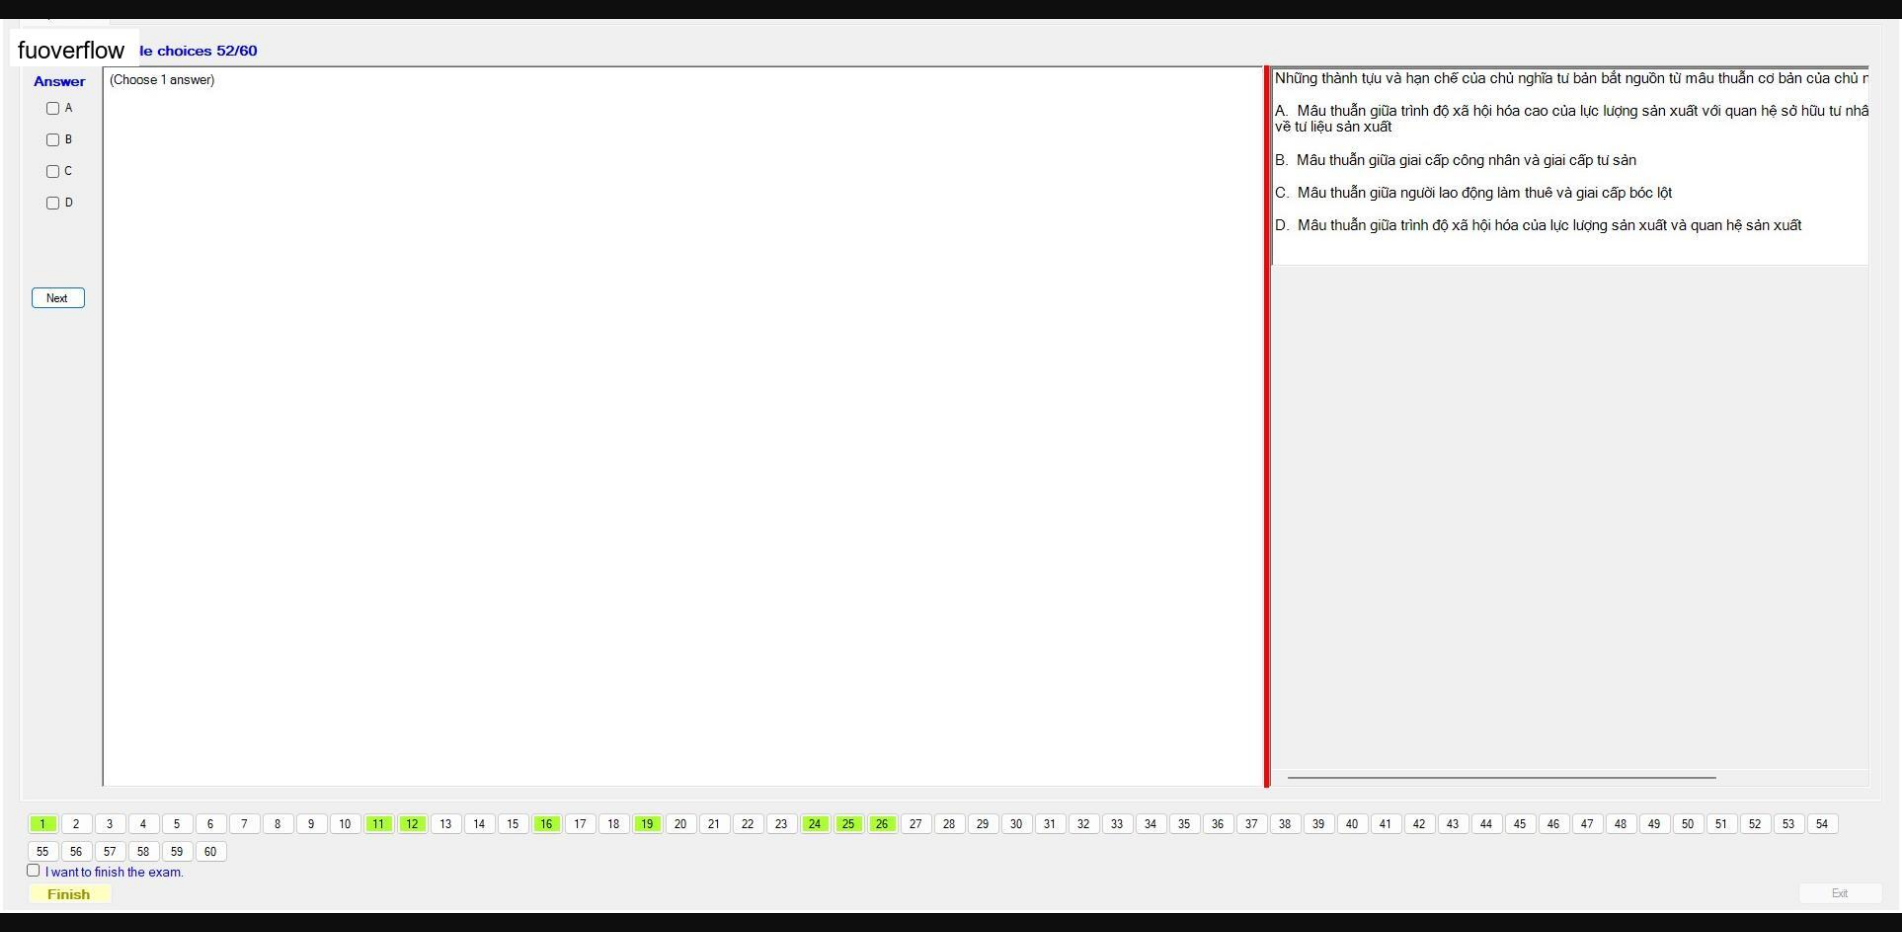 fuoverflow
le choices 52/60
Answer
(Choose 1 answer)
A
B
C
D
Next
Những thành tựu và hạn chế của chủ nghĩa tư bản bắt nguồn từ mâu thuẫn cơ bản của chủ n
A. Mâu thuẫn giữa trình độ xã hội hóa cao của lực lượng sản xuất với quan hệ sở hữu tư nhâ
về tư liệu sản xuất
B. Mâu thuẫn giữa giai cấp công nhân và giai cấp tư sản
C. Mâu thuẫn giữa người lao động làm thuê và giai cấp bóc lột
D. Mâu thuẫn giữa trình độ xã hội hóa của lực lượng sản xuất và quan hệ sản xuất
1 2 3 4 5 6 7 8 9 10 11 12 13 14 15 16 17 18 19 20 21 22 23 24 25 26 27 28 29 30 31 32 33 34 35 36 37 38 39 40 41 42 43 44 45 46 47 48 49 50 51 52 53 54
55 56 57 58 59 60
I want to finish the exam.
Finish
Exit